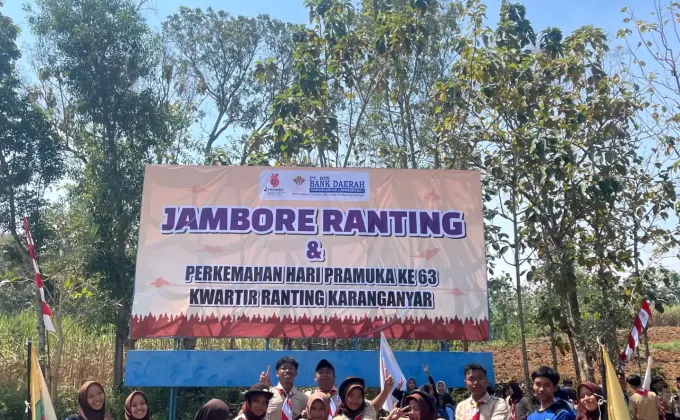 PT. BPR
BANK DAERAH
JAMBORE RANTING
&
PERKEMAHAN HARI PRAMUKA KE 63
KWARTIR RANTING KARANGANYAR